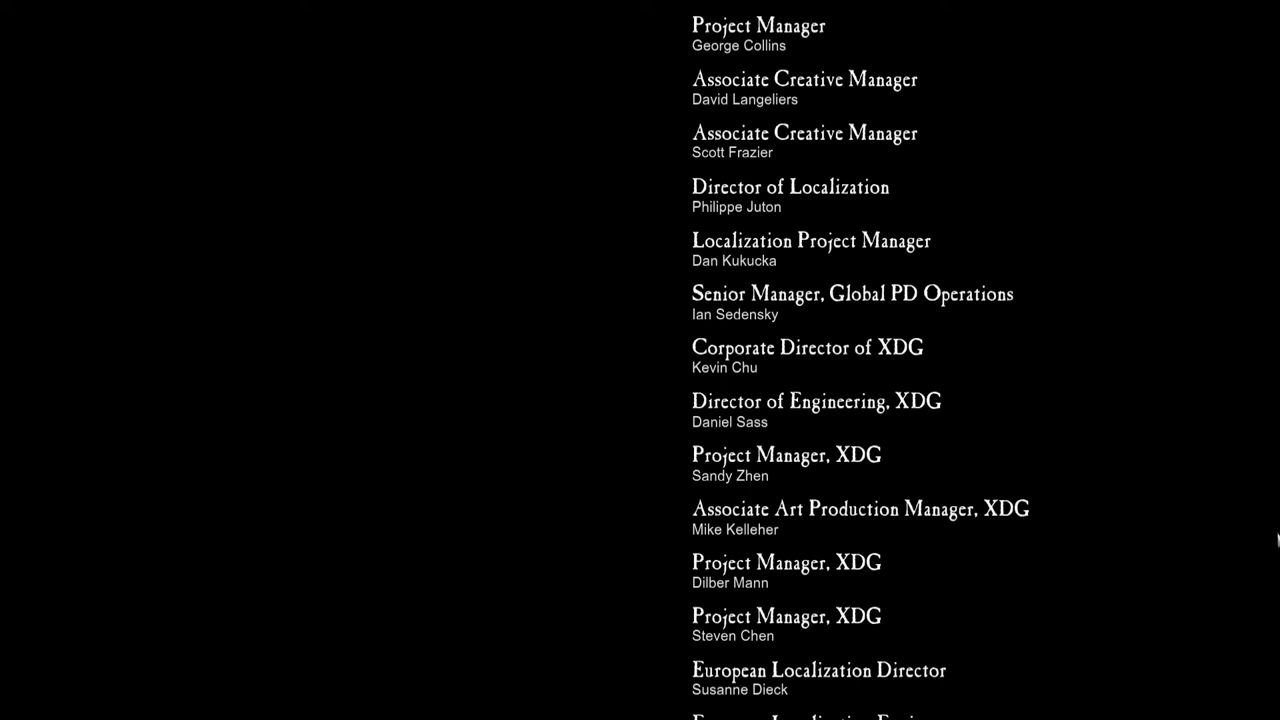 Project Manager
George Collins
Associate Creative Manager
David Langeliers
Associate Creative Manager
Scott Frazier
Director of Localization
Philippe Juton
Localization Project Manager
Dan Kukucka
Senior Manager, Global PD Operations
Ian Sedensky
Corporate Director of XDG
Kevin Chu
Director of Engineering, XDG
Daniel Sass
Project Manager, XDG
Sandy Zhen
Associate Art Production Manager, XDG
Mike Kelleher
Project Manager, XDG
Dilber Mann
Project Manager, XDG
Steven Chen
European Localization Director
Susanne Dieck